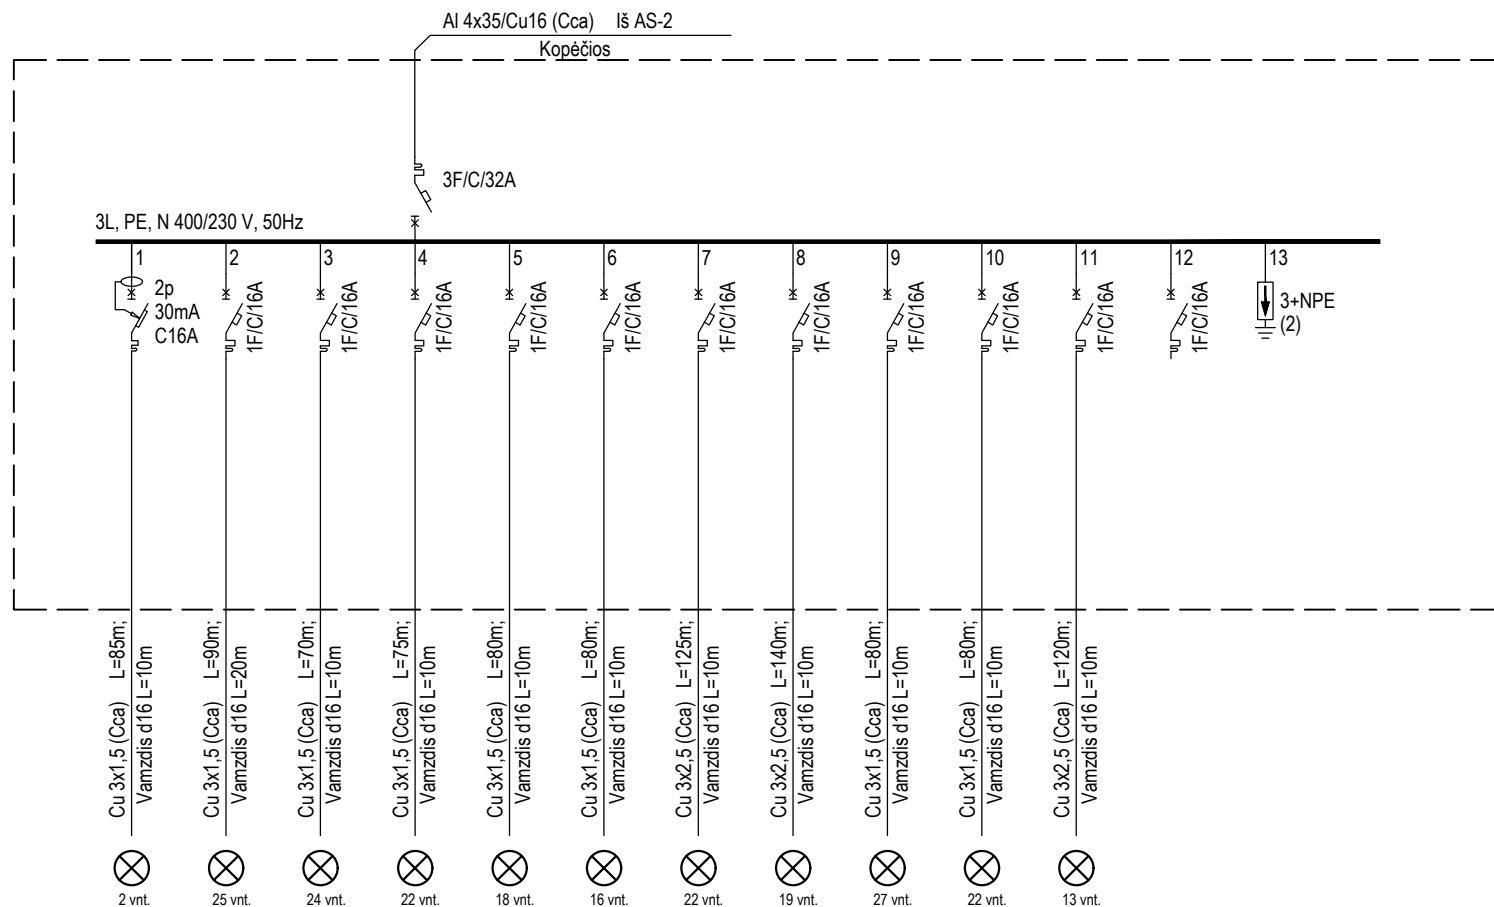 Al 4x35/Cu16 (Cca) Iš AS-2
Kopėčios
3F/C/32A
3L, PE, N 400/230 V, 50Hz
1
2
3
4
5
6
7
8
9
10
11
12
13
2p
30mA
C16A
1F/C/16A
1F/C/16A
1F/C/16A
1F/C/16A
1F/C/16A
1F/C/16A
1F/C/16A
1F/C/16A
1F/C/16A
1F/C/16A
1F/C/16A
3+NPE
(2)
Cu 3x1,5 (Cca) L=85m;
Vamzdis d16 L=10m
Cu 3x1,5 (Cca) L=90m;
Vamzdis d16 L=20m
Cu 3x1,5 (Cca) L=70m;
Vamzdis d16 L=10m
Cu 3x1,5 (Cca) L=75m;
Vamzdis d16 L=10m
Cu 3x1,5 (Cca) L=80m;
Vamzdis d16 L=10m
Cu 3x1,5 (Cca) L=80m;
Vamzdis d16 L=10m
Cu 3x2,5 (Cca) L=125m;
Vamzdis d16 L=10m
Cu 3x2,5 (Cca) L=140m;
Vamzdis d16 L=10m
Cu 3x1,5 (Cca) L=80m;
Vamzdis d16 L=10m
Cu 3x1,5 (Cca) L=80m;
Vamzdis d16 L=10m
Cu 3x2,5 (Cca) L=120m;
Vamzdis d16 L=10m
2 vnt.
25 vnt.
24 vnt.
22 vnt.
18 vnt.
16 vnt.
22 vnt.
19 vnt.
27 vnt.
22 vnt.
13 vnt.